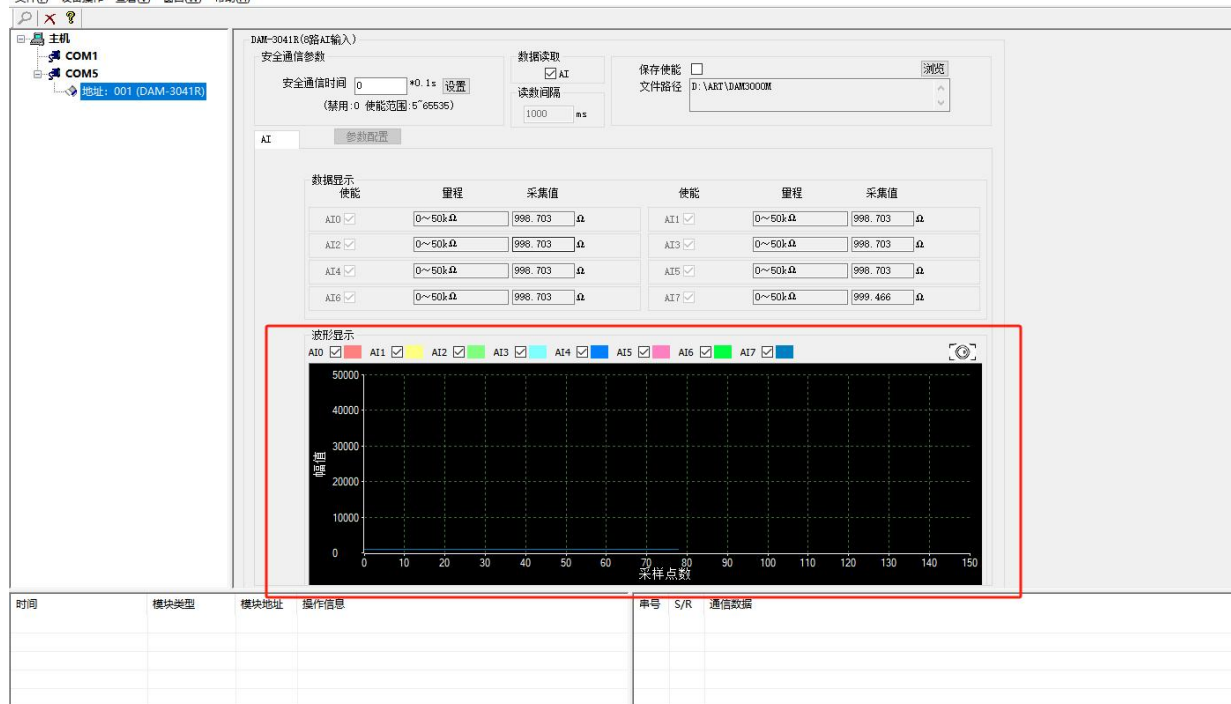 主机
COM1
COM5
地址: 001 (DAM-3041R)
DAM-3041R(8路AI输入)
安全通信参数
安全通信时间 0 *0.1s 设置
(禁用:0 使能范围:5~65535)
数据读取
AI
读数间隔
1000 ms
保存使能 浏览
文件路径 D:\ART\DAM3000M
AI 参数配置
数据显示
使能 量程 采集值 使能 量程 采集值
AI0 0~50kΩ 998.703 Ω AI1 0~50kΩ 998.703 Ω
AI2 0~50kΩ 998.703 Ω AI3 0~50kΩ 998.703 Ω
AI4 0~50kΩ 998.703 Ω AI5 0~50kΩ 998.703 Ω
AI6 0~50kΩ 998.703 Ω AI7 0~50kΩ 999.466 Ω
波形显示
AI0 AI1 AI2 AI3 AI4 AI5 AI6 AI7
50000
40000
30000
20000
10000
0
幅值
0 10 20 30 40 50 60 70 80 90 100 110 120 130 140 150
采样点数
时间 模块类型 模块地址 操作信息 串号 S/R 通信数据